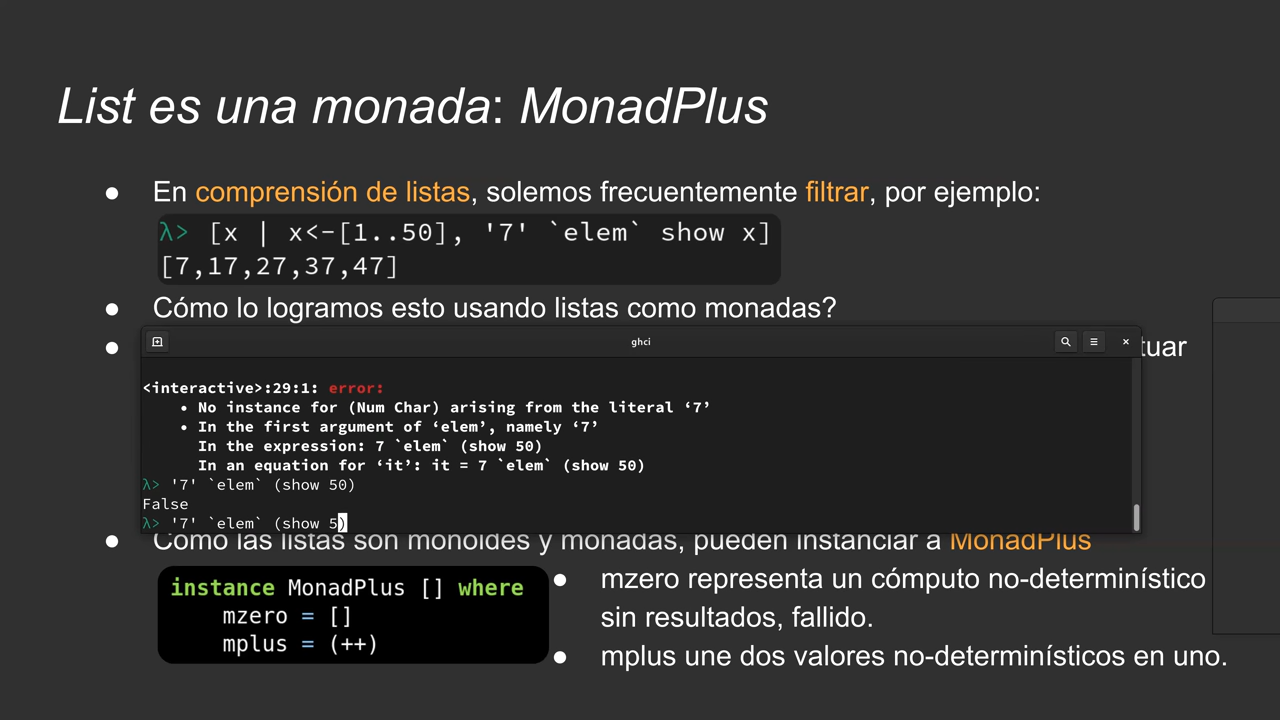 List es una monada: MonadPlus
● En comprensión de listas, solemos frecuentemente filtrar, por ejemplo:
λ> [x | x<-[1..50], '7' `elem` show x]
[7,17,27,37,47]
● Cómo lo logramos esto usando listas como monadas?
● tuar
ghci
<interactive>:29:1: error:
• No instance for (Num Char) arising from the literal ‘7’
• In the first argument of ‘elem’, namely ‘7’
In the expression: 7 `elem` (show 50)
In an equation for ‘it’: it = 7 `elem` (show 50)
λ> '7' `elem` (show 50)
False
λ> '7' `elem` (show 5)
● Como las listas son monoides y monadas, pueden instanciar a MonadPlus
instance MonadPlus [] where
mzero = []
mplus = (++)
● mzero representa un cómputo no-determinístico
sin resultados, fallido.
● mplus une dos valores no-determinísticos en uno.